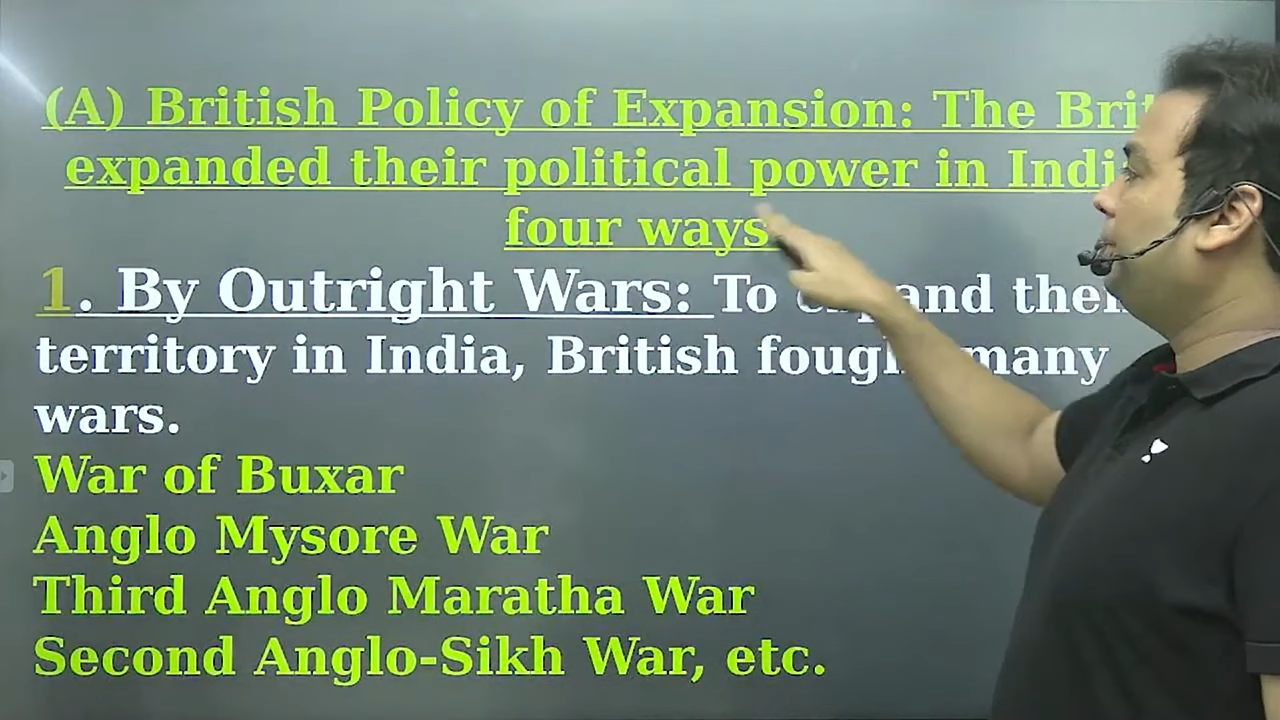 (A) British Policy of Expansion: The
expanded their political power in
four ways
1. By Outright Wars: To and
territory in India, British many
wars.
War of Buxar
Anglo Mysore War
Third Anglo Maratha War
Second Anglo-Sikh War, etc.